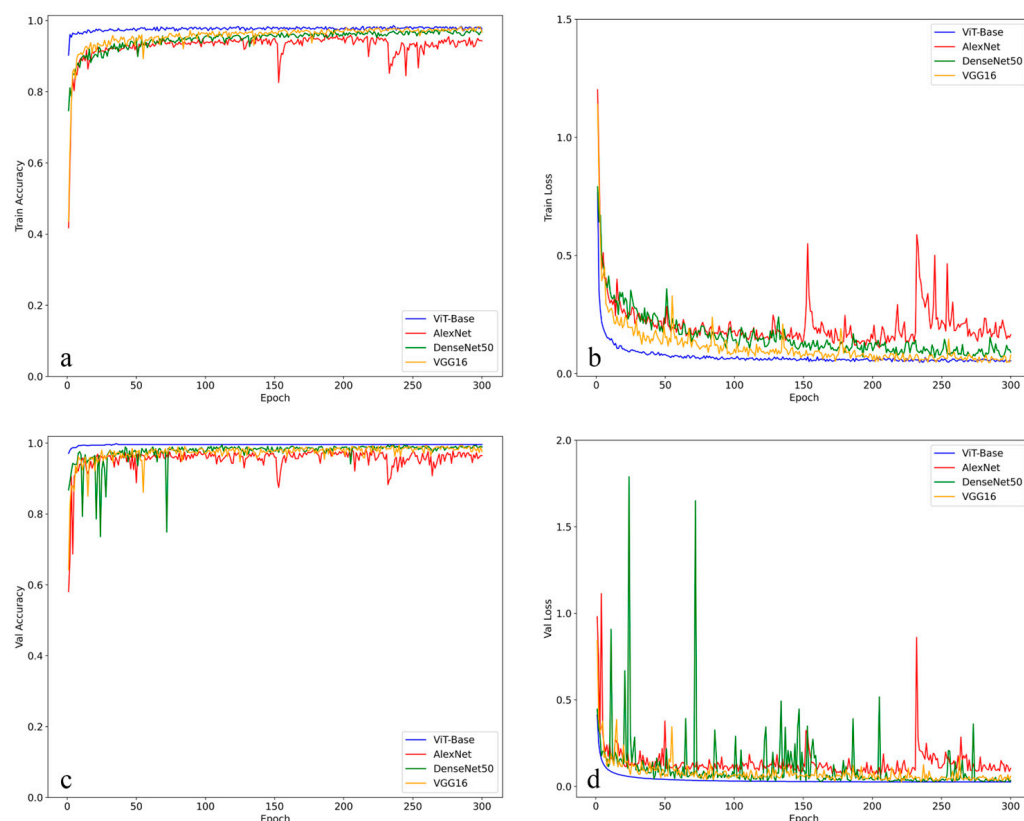 1.0
0.8
0.6
0.4
0.2
0.0
Train Accuracy
a
ViT-Base
AlexNet
DenseNet50
VGG16
0 50 100 150 200 250 300
Epoch
1.5
1.0
0.5
0.0
Train Loss
ViT-Base
AlexNet
DenseNet50
VGG16
b
0 50 100 150 200 250 300
Epoch
1.0
0.8
0.6
0.4
0.2
0.0
Val Accuracy
c
ViT-Base
AlexNet
DenseNet50
VGG16
0 50 100 150 200 250 300
Epoch
2.0
1.5
1.0
0.5
0.0
Val Loss
ViT-Base
AlexNet
DenseNet50
VGG16
d
0 50 100 150 200 250 300
Epoch